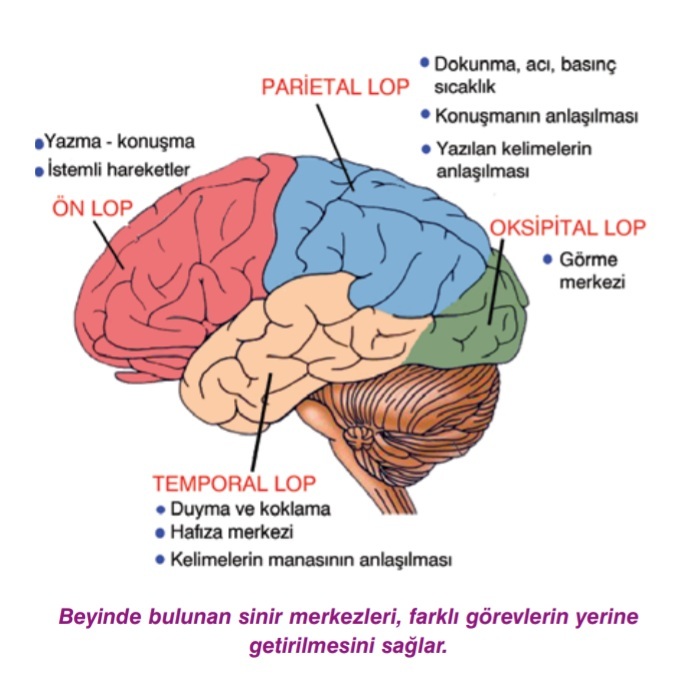 PARİETAL LOP
• Dokunma, acı, basınç
sıcaklık
• Konuşmanın anlaşılması
• Yazılan kelimelerin
anlaşılması
• Yazma - konuşma
• İstemli hareketler
ÖN LOP
OKSİPİTAL LOP
• Görme
merkezi
TEMPORAL LOP
• Duyma ve koklama
• Hafıza merkezi
• Kelimelerin manasının anlaşılması
Beyinde bulunan sinir merkezleri, farklı görevlerin yerine
getirilmesini sağlar.